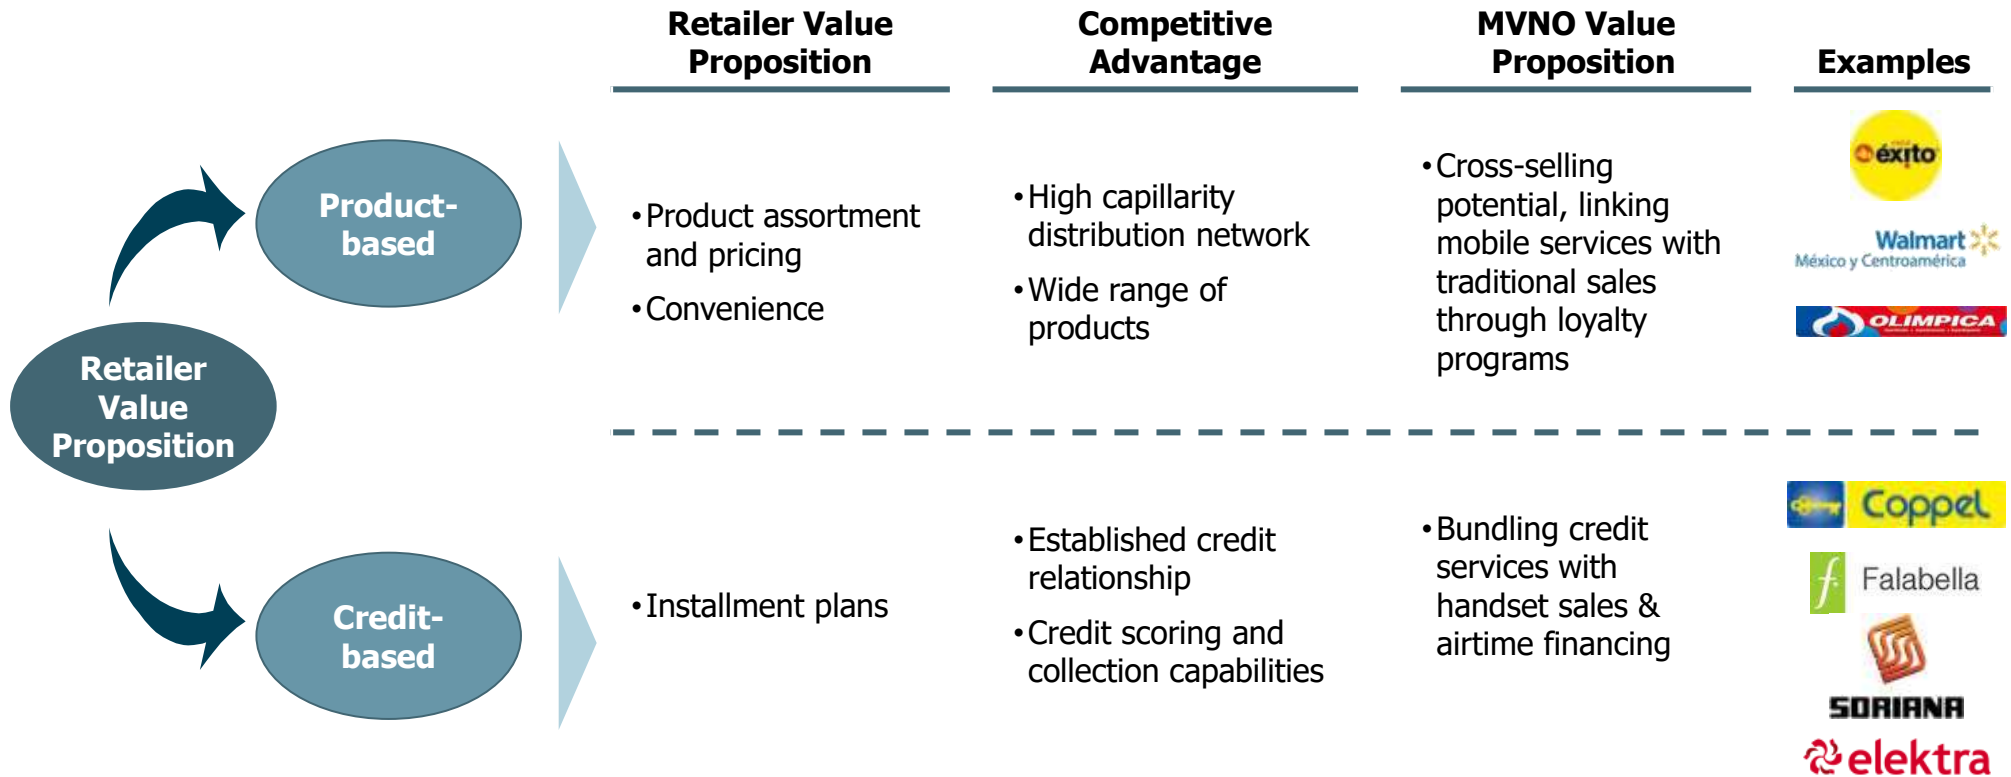 Retailer Value
Proposition
Competitive
Advantage
MVNO Value
Proposition
Examples
Retailer
Value
Proposition
Product-
based
•Product assortment
and pricing
•Convenience
•High capillarity
distribution network
•Wide range of
products
•Cross-selling
potential, linking
mobile services with
traditional sales
through loyalty
programs
éxito
Walmart
México y Centroamérica
OLIMPICA
Credit-
based
•Installment plans
•Established credit
relationship
•Credit scoring and
collection capabilities
•Bundling credit
services with
handset sales &
airtime financing
Coppel
f Falabella
SORIANA
elektra